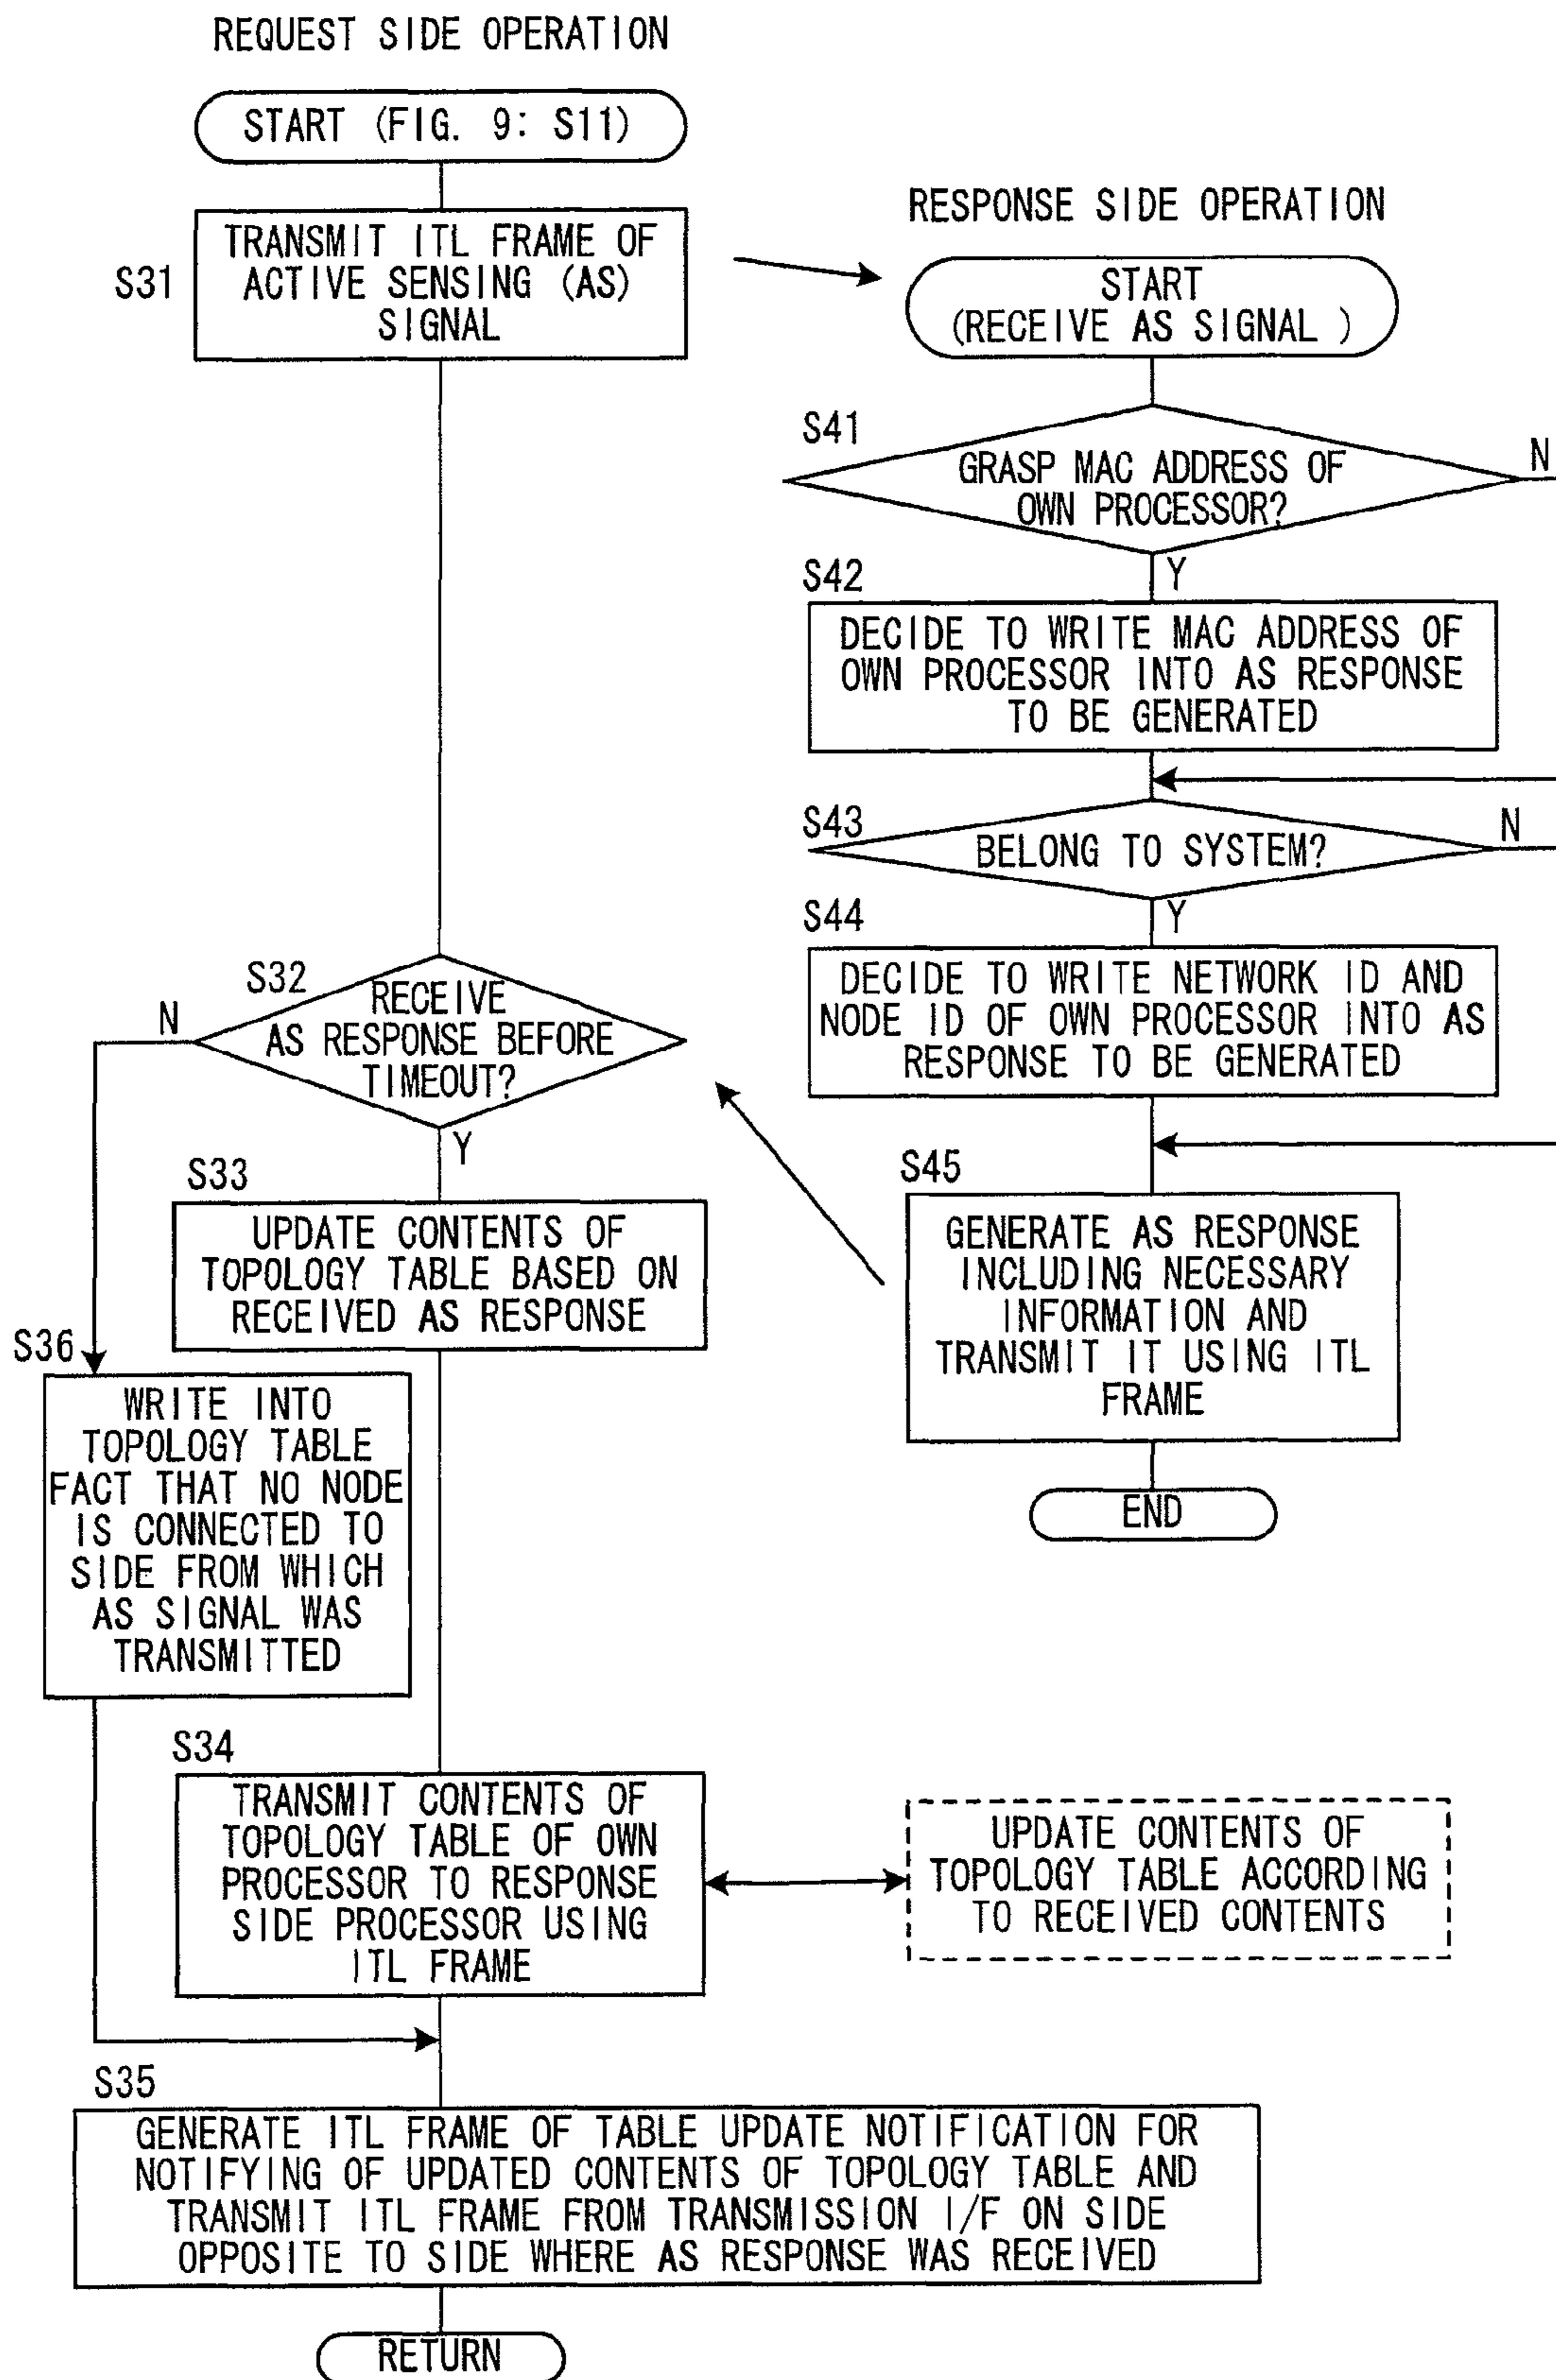 REQUEST SIDE OPERATION
START (FIG. 9: S11)
S31
TRANSMIT ITL FRAME OF
ACTIVE SENSING (AS)
SIGNAL
RESPONSE SIDE OPERATION
START
(RECEIVE AS SIGNAL )
S41
GRASP MAC ADDRESS OF
OWN PROCESSOR?
N
Y
S42
DECIDE TO WRITE MAC ADDRESS OF
OWN PROCESSOR INTO AS RESPONSE
TO BE GENERATED
S43
BELONG TO SYSTEM?
N
Y
S44
DECIDE TO WRITE NETWORK ID AND
NODE ID OF OWN PROCESSOR INTO AS
RESPONSE TO BE GENERATED
S32
RECEIVE
AS RESPONSE BEFORE
TIMEOUT?
N
Y
S33
UPDATE CONTENTS OF
TOPOLOGY TABLE BASED ON
RECEIVED AS RESPONSE
S45
GENERATE AS RESPONSE
INCLUDING NECESSARY
INFORMATION AND
TRANSMIT IT USING ITL
FRAME
END
S36
WRITE INTO
TOPOLOGY TABLE
FACT THAT NO NODE
IS CONNECTED TO
SIDE FROM WHICH
AS SIGNAL WAS
TRANSMITTED
S34
TRANSMIT CONTENTS OF
TOPOLOGY TABLE OF OWN
PROCESSOR TO RESPONSE
SIDE PROCESSOR USING
ITL FRAME
UPDATE CONTENTS OF
TOPOLOGY TABLE ACCORDING
TO RECEIVED CONTENTS
S35
GENERATE ITL FRAME OF TABLE UPDATE NOTIFICATION FOR
NOTIFYING OF UPDATED CONTENTS OF TOPOLOGY TABLE AND
TRANSMIT ITL FRAME FROM TRANSMISSION I/F ON SIDE
OPPOSITE TO SIDE WHERE AS RESPONSE WAS RECEIVED
RETURN